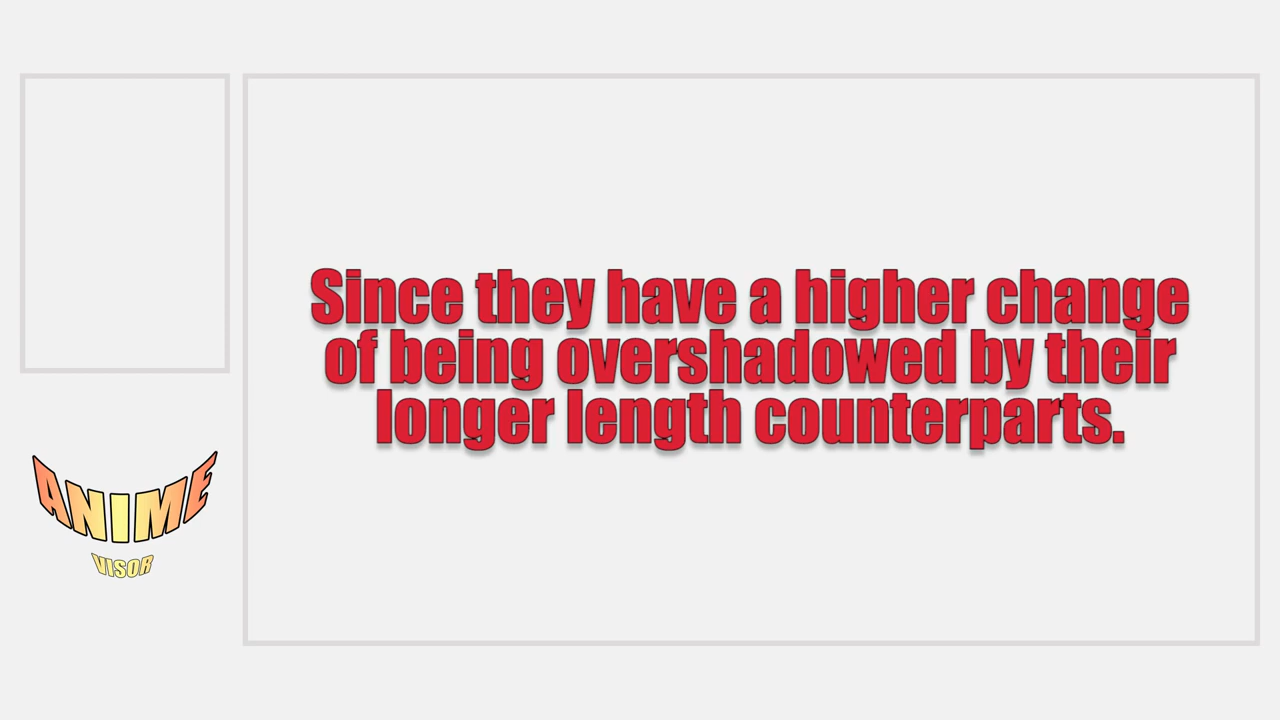 Since they have a higher change
of being overshadowed by their
longer length counterparts.
ANIME
VISOR